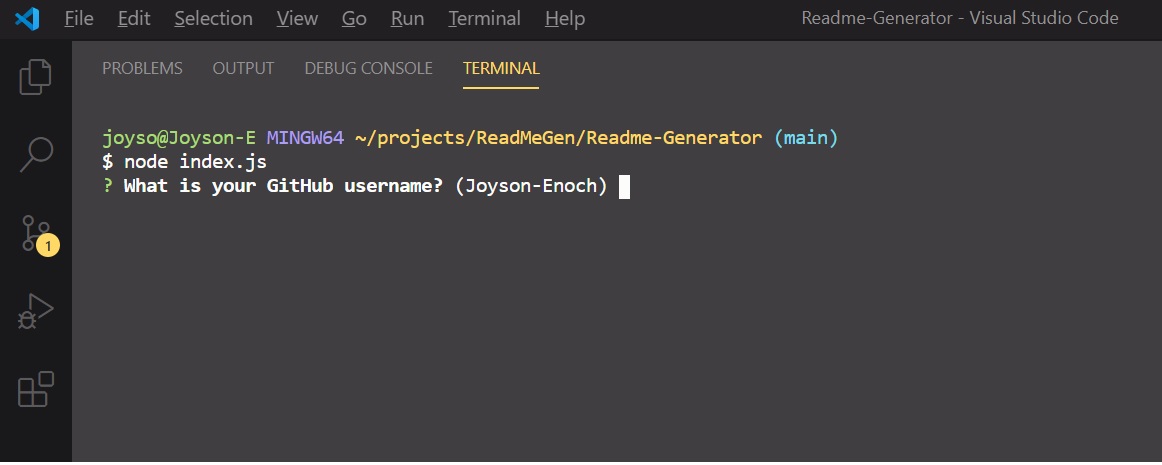 File Edit Selection View Go Run Terminal Help Readme-Generator - Visual Studio Code
PROBLEMS OUTPUT DEBUG CONSOLE TERMINAL
joyso@Joyson-E MINGW64 ~/projects/ReadMeGen/Readme-Generator (main)
$ node index.js
? What is your GitHub username? (Joyson-Enoch)
1